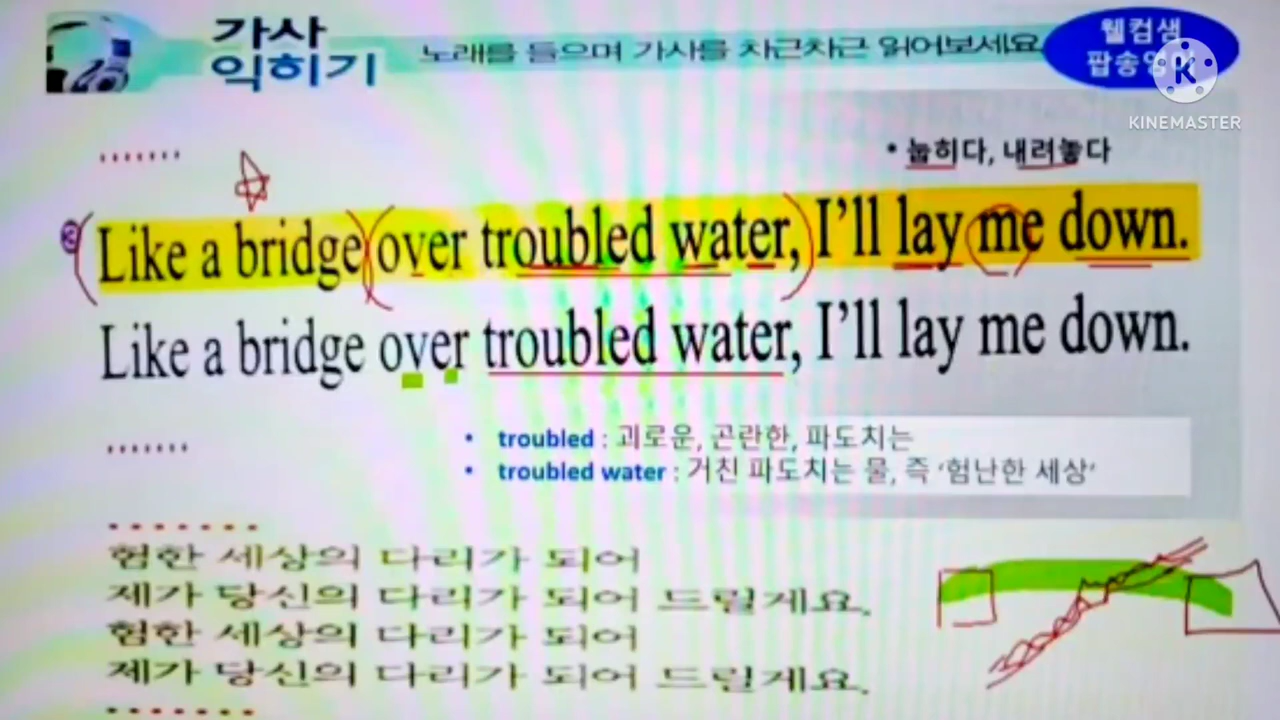 가사
익히기
노래를 들으며 가사를 차근차근 읽어보세요
웰컴샘
팝송영
K
KINEMASTER
• 눕히다, 내려놓다
Like a bridge over troubled water, I'll lay me down.
Like a bridge over troubled water, I'll lay me down.
• troubled : 괴로운, 곤란한, 파도치는
• troubled water : 거친 파도치는 물, 즉 ‘험난한 세상’
험한 세상의 다리가 되어
제가 당신의 다리가 되어 드릴게요.
험한 세상의 다리가 되어
제가 당신의 다리가 되어 드릴게요.